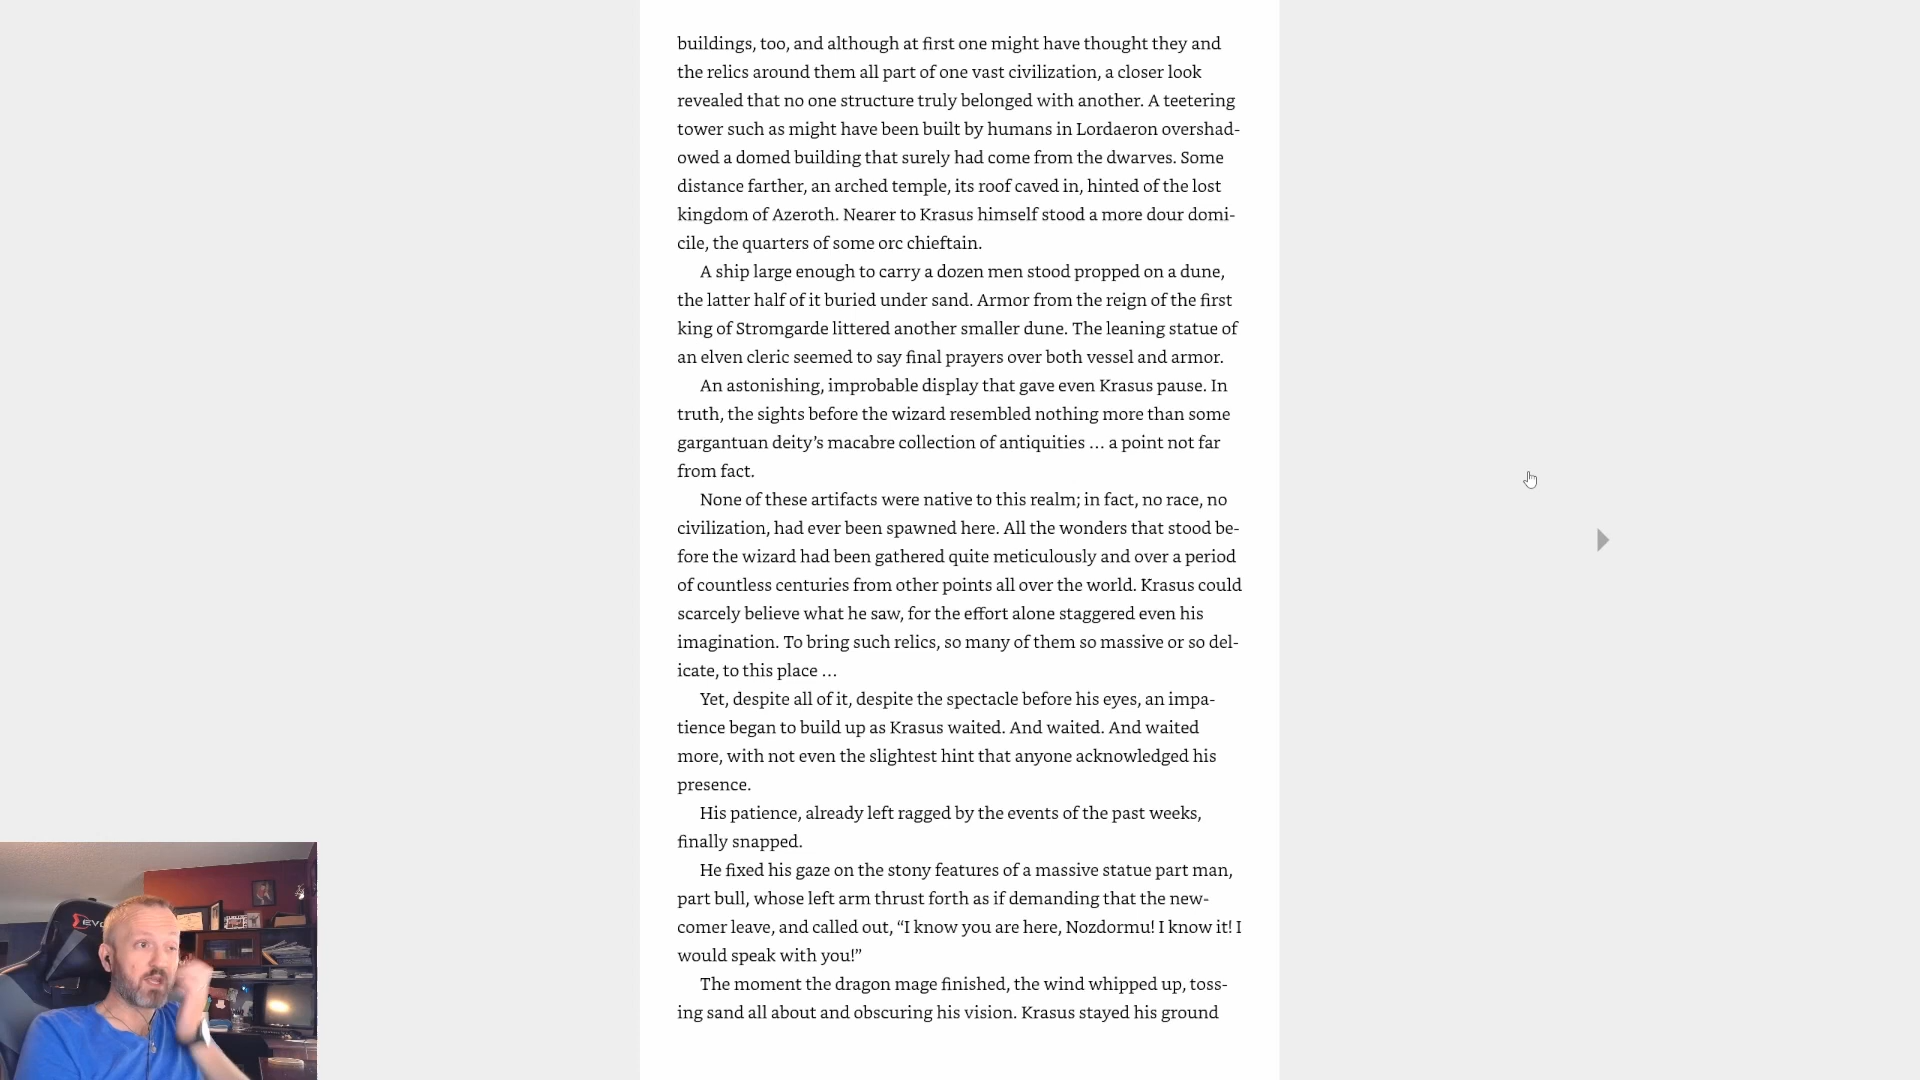 buildings, too, and although at first one might have thought they and
the relics around them all part of one vast civilization, a closer look
revealed that no one structure truly belonged with another. A teetering
tower such as might have been built by humans in Lordaeron overshad-
owed a domed building that surely had come from the dwarves. Some
distance farther, an arched temple, its roof caved in, hinted of the lost
kingdom of Azeroth. Nearer to Krasus himself stood a more dour domi-
cile, the quarters of some orc chieftain.
A ship large enough to carry a dozen men stood propped on a dune,
the latter half of it buried under sand. Armor from the reign of the first
king of Stromgarde littered another smaller dune. The leaning statue of
an elven cleric seemed to say final prayers over both vessel and armor.
An astonishing, improbable display that gave even Krasus pause. In
truth, the sights before the wizard resembled nothing more than some
gargantuan deity’s macabre collection of antiquities … a point not far
from fact.
None of these artifacts were native to this realm; in fact, no race, no
civilization, had ever been spawned here. All the wonders that stood be-
fore the wizard had been gathered quite meticulously and over a period
of countless centuries from other points all over the world. Krasus could
scarcely believe what he saw, for the effort alone staggered even his
imagination. To bring such relics, so many of them so massive or so del-
icate, to this place …
Yet, despite all of it, despite the spectacle before his eyes, an impa-
tience began to build up as Krasus waited. And waited. And waited
more, with not even the slightest hint that anyone acknowledged his
presence.
His patience, already left ragged by the events of the past weeks,
finally snapped.
He fixed his gaze on the stony features of a massive statue part man,
part bull, whose left arm thrust forth as if demanding that the new-
comer leave, and called out, “I know you are here, Nozdormu! I know it! I
would speak with you!”
The moment the dragon mage finished, the wind whipped up, toss-
ing sand all about and obscuring his vision. Krasus stayed his ground